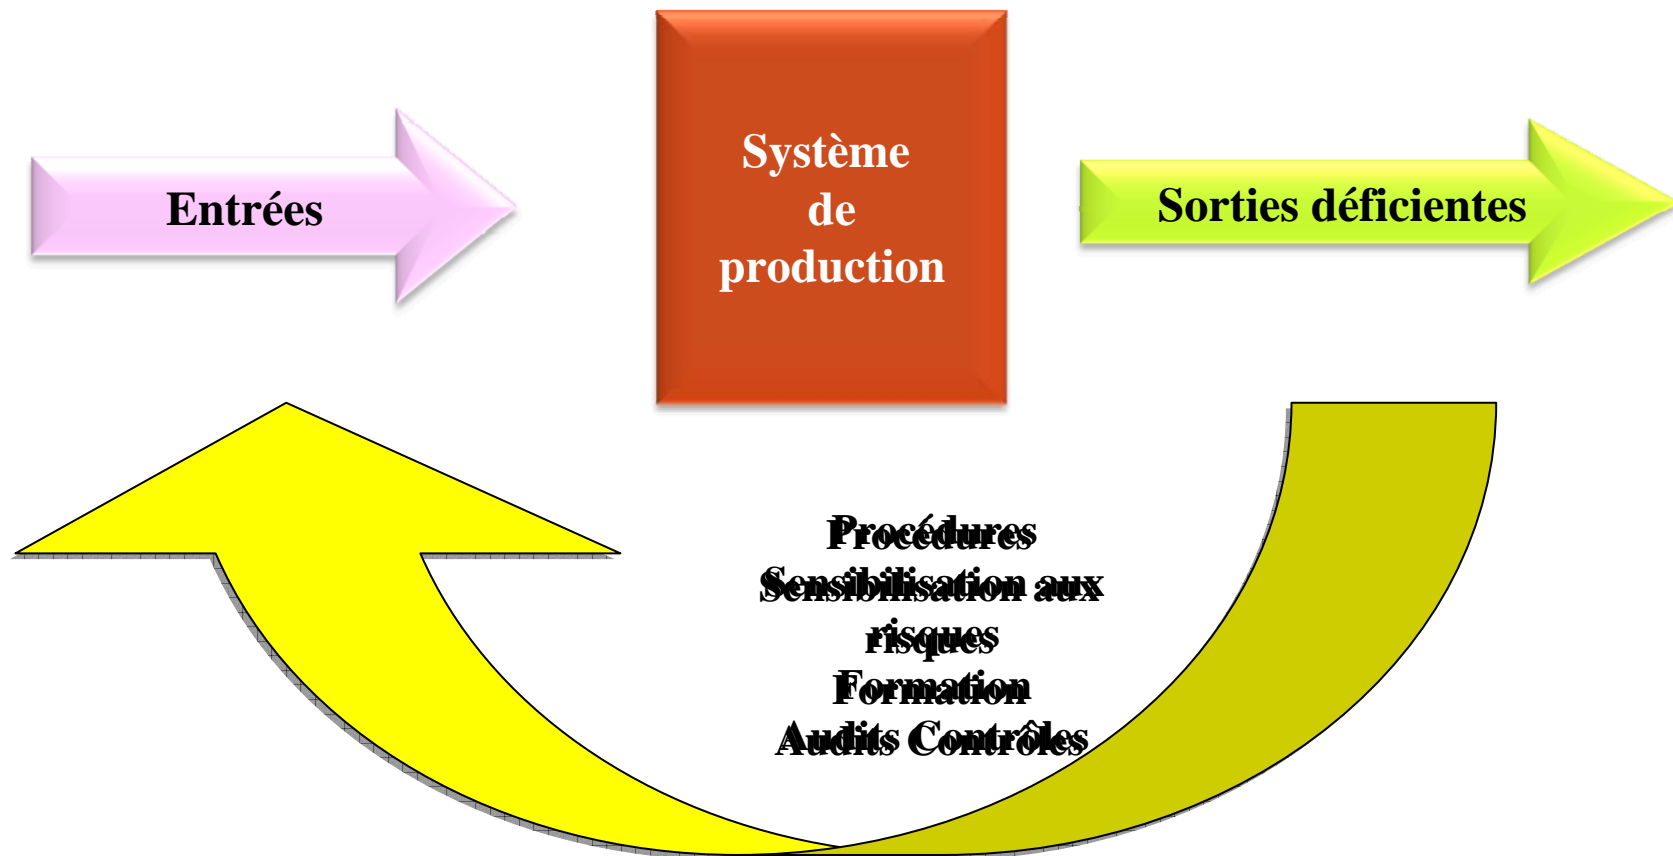 Entrées
Système
de
production
Sorties déficientes
Procédures
Sensibilisation aux
risques
Formation
Audits Contrôles